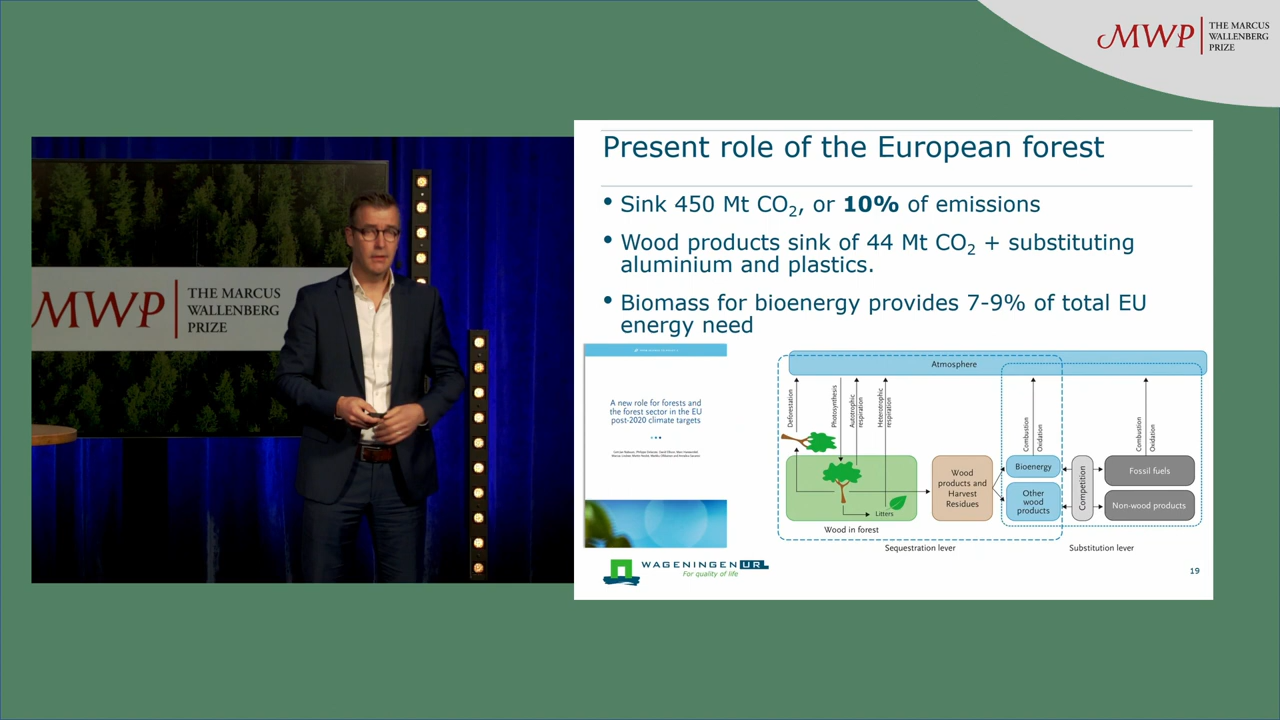 MWP
THE MARCUS
WALLENBERG
PRIZE
MWP
THE MARCUS
WALLENBERG
PRIZE
Present role of the European forest
• Sink 450 Mt CO₂, or 10% of emissions
• Wood products sink of 44 Mt CO₂ + substituting
aluminium and plastics.
• Biomass for bioenergy provides 7-9% of total EU
energy need
A new role for forests and
the forest sector in the EU
post-2020 climate targets
Atmosphere
Deforestation
Photosynthesis
Autotrophic
respiration
Heterotrophic
respiration
Combustion
Oxidation
Combustion
Oxidation
Litters
Wood in forest
Wood
products and
Harvest
Residues
Bioenergy
Other
wood
products
Competition
Fossil fuels
Non-wood products
Sequestration lever
Substitution lever
WAGENINGEN UR
For quality of life
19